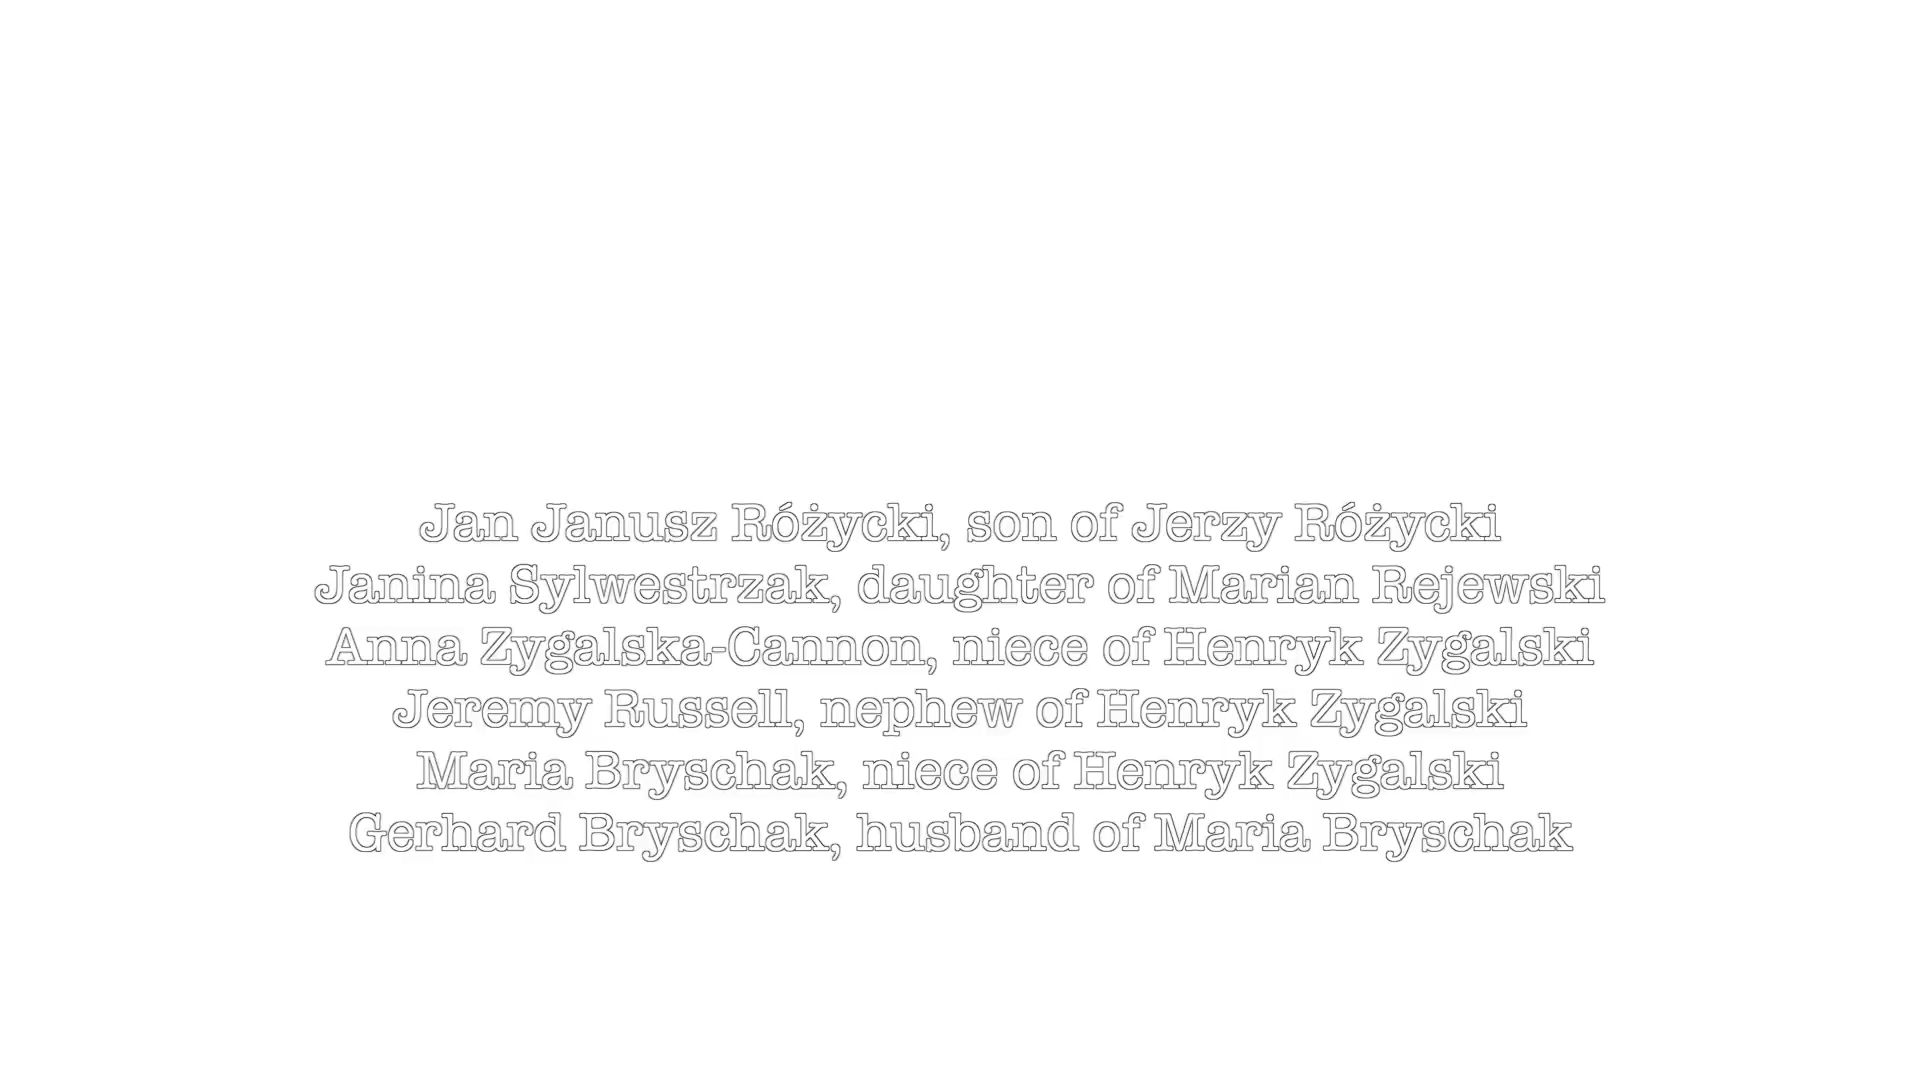 Jan Janusz Różycki, son of Jerzy Różycki
Janina Sylwestrzak, daughter of Marian Rejewski
Anna Zygalska-Cannon, niece of Henryk Zygalski
Jeremy Russell, nephew of Henryk Zygalski
Maria Bryschak, niece of Henryk Zygalski
Gerhard Bryschak, husband of Maria Bryschak